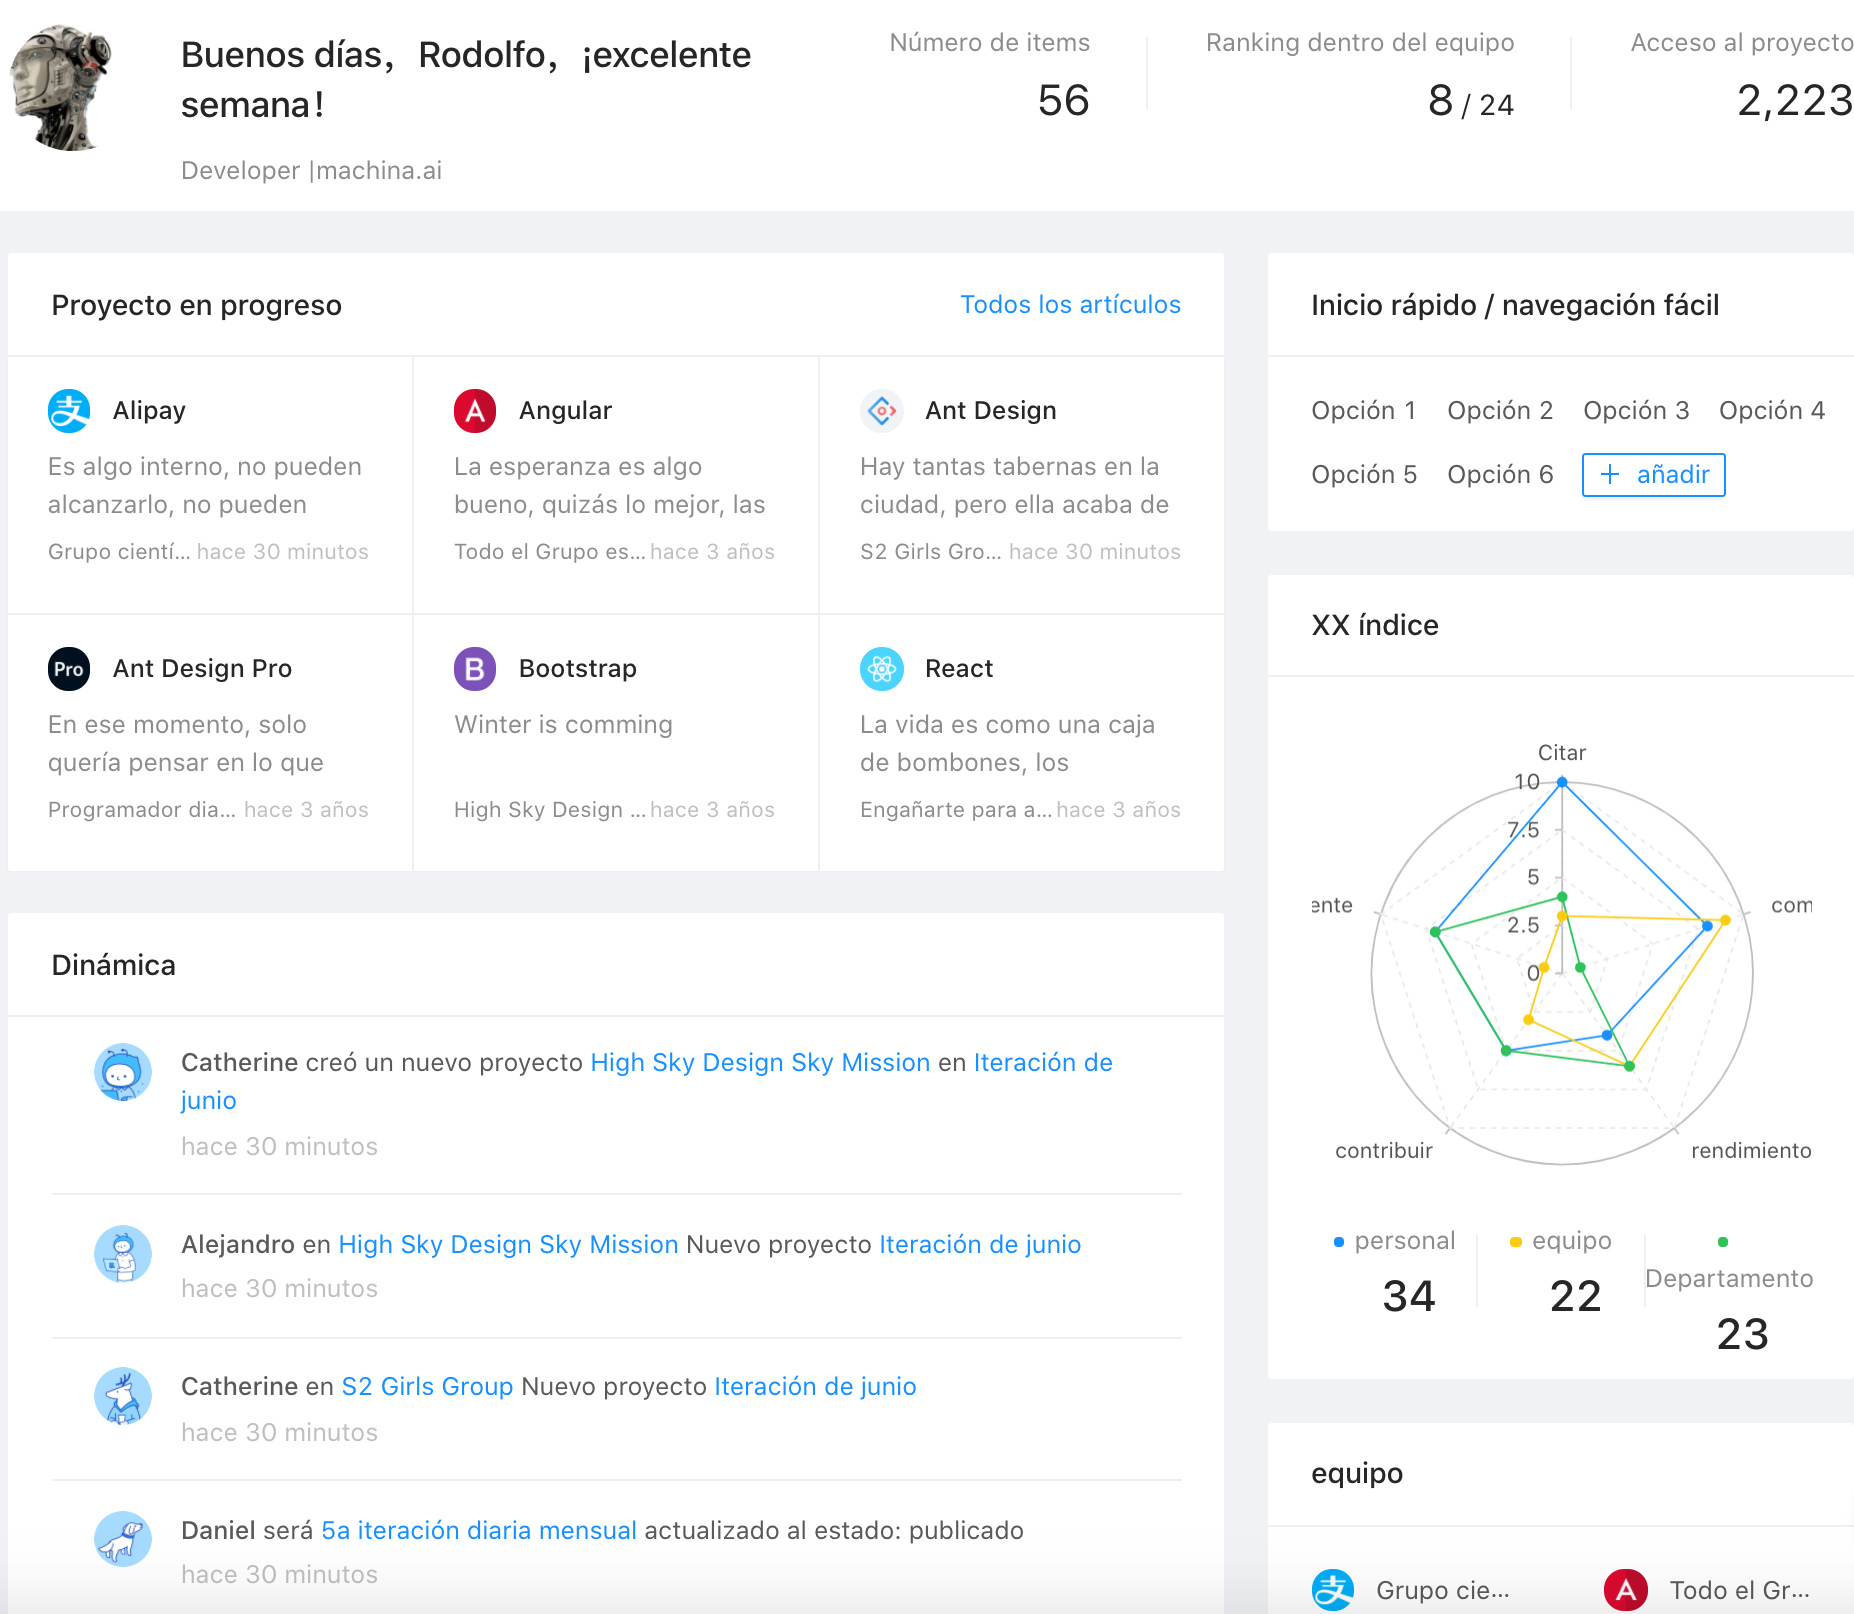 Buenos días，Rodolfo，¡excelente
semana！
Developer |machina.ai
Número de items
56
Ranking dentro del equipo
8 / 24
Acceso al proyecto
2,223
Proyecto en progreso
Todos los artículos
Alipay
Es algo interno, no pueden
alcanzarlo, no pueden
Grupo cientí... hace 30 minutos
Angular
La esperanza es algo
bueno, quizás lo mejor, las
Todo el Grupo es... hace 3 años
Ant Design
Hay tantas tabernas en la
ciudad, pero ella acaba de
S2 Girls Gro... hace 30 minutos
Pro
Ant Design Pro
En ese momento, solo
quería pensar en lo que
Programador dia... hace 3 años
B
Bootstrap
Winter is comming
High Sky Design ... hace 3 años
React
La vida es como una caja
de bombones, los
Engañarte para a... hace 3 años
Dinámica
Catherine creó un nuevo proyecto High Sky Design Sky Mission en Iteración de
junio
hace 30 minutos
Alejandro en High Sky Design Sky Mission Nuevo proyecto Iteración de junio
hace 30 minutos
Catherine en S2 Girls Group Nuevo proyecto Iteración de junio
hace 30 minutos
Daniel será 5a iteración diaria mensual actualizado al estado: publicado
hace 30 minutos
Inicio rápido / navegación fácil
Opción 1 Opción 2 Opción 3 Opción 4
Opción 5 Opción 6 + añadir
XX índice
Citar
10
7.5
5
2.5
0
ente
com
contribuir
rendimiento
personal
34
equipo
22
Departamento
23
equipo
支 Grupo cie...
A Todo el Gr...